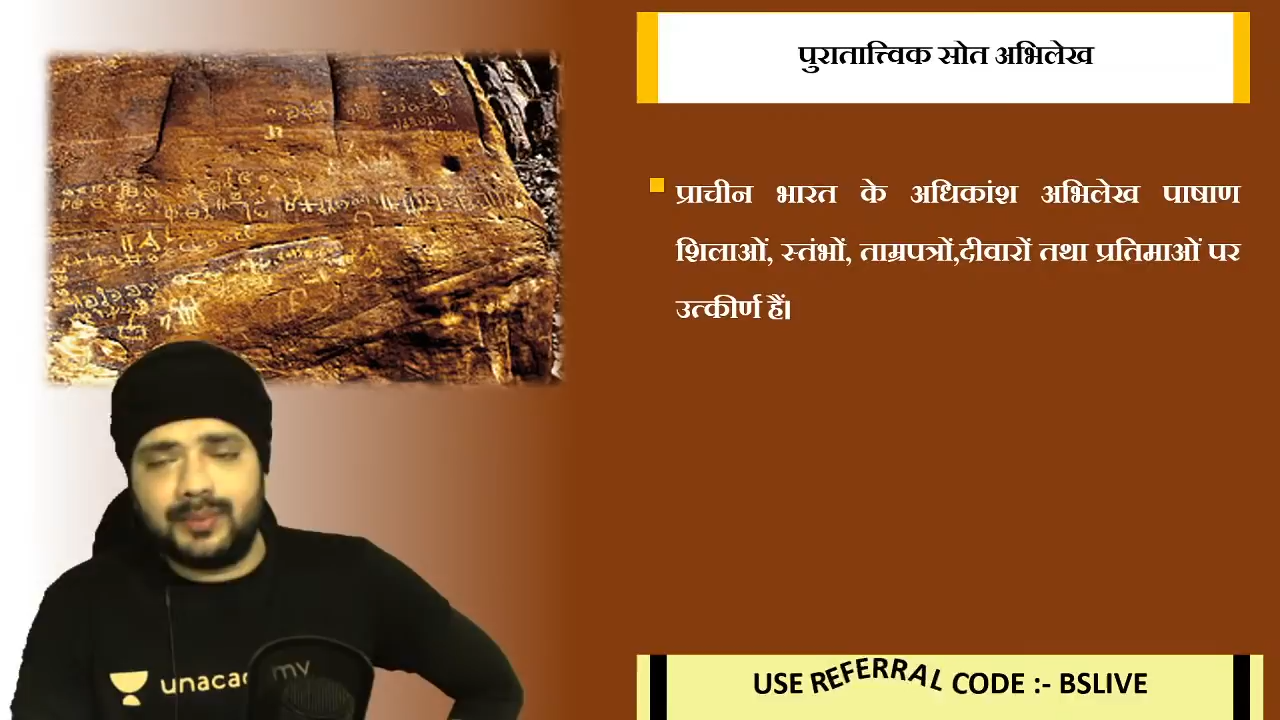 पुरातात्त्विक सोत अभिलेख
प्राचीन भारत के अधिकांश अभिलेख पाषाण
शिलाओं, स्तंभों, ताम्रपत्रों,दीवारों तथा प्रतिमाओं पर
उत्कीर्ण हैं।
unacademy
USE REFERRAL CODE :- BSLIVE